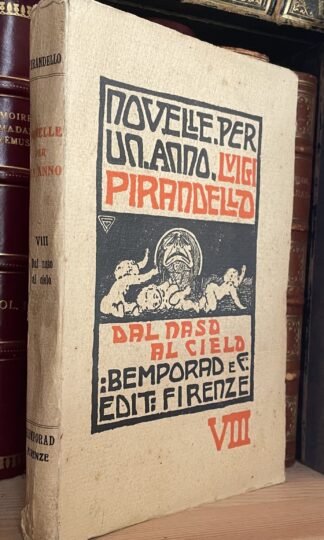 PIRANDELLO
NOVELLE
PER
UN ANNO
VIII
Dal naso
al cielo
BEMPORAD
FIRENZE
NOVELLE.PER
UN.ANNO.LUIGI
PIRANDELLO
DAL NASO
AL CIELO
:BEMPORAD E F:
EDIT: FIRENZE
VIII